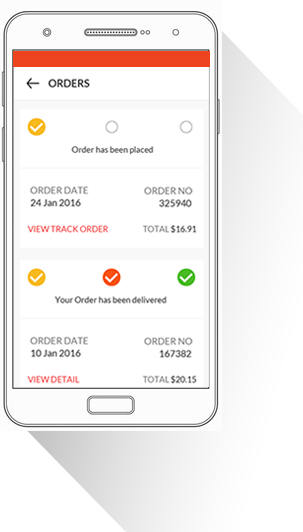 ORDERS
Order has been placed
ORDER DATE ORDER NO
24 Jan 2016 325940
VIEW TRACK ORDER TOTAL $16.91
Your Order has been delivered
ORDER DATE ORDER NO
10 Jan 2016 167382
VIEW DETAIL TOTAL $20.15